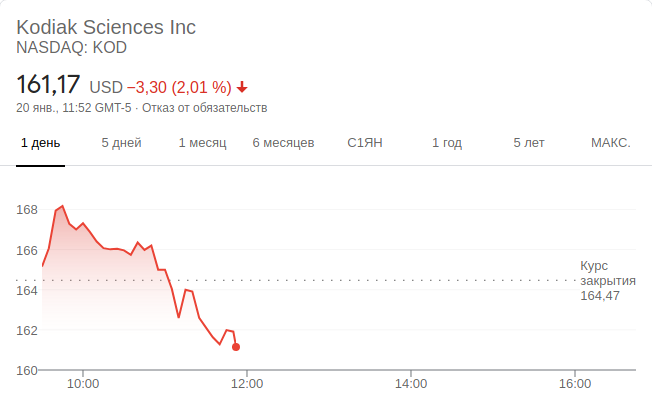 Kodiak Sciences Inc
NASDAQ: KOD
161,17 USD −3,30 (2,01 %)
20 янв., 11:52 GMT-5 · Отказ от обязательств
1 день 5 дней 1 месяц 6 месяцев С1ЯН 1 год 5 лет МАКС.
168
166
Курс
закрытия
164,47
164
162
160
10:00 12:00 14:00 16:00